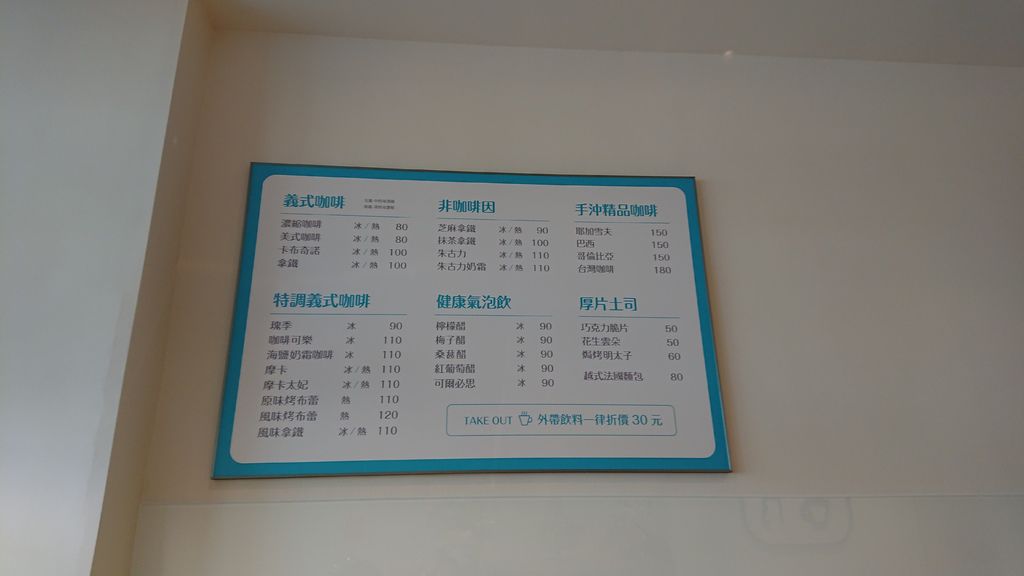 義式咖啡
濃縮咖啡 冰/熱 80
美式咖啡 冰/熱 80
卡布奇諾 冰/熱 100
拿鐵 冰/熱 100
非咖啡因
芝麻拿鐵 冰/熱 90
抹茶拿鐵 冰/熱 100
朱古力 冰/熱 110
朱古力奶霜 冰/熱 110
手沖精品咖啡
耶加雪夫 150
巴西 150
哥倫比亞 150
台灣咖啡 180
特調義式咖啡
瑰季 冰 90
咖啡可樂 冰 110
海鹽奶霜咖啡 冰 110
摩卡 冰/熱 110
摩卡太妃 冰/熱 110
原味烤布蕾 熱 110
風味烤布蕾 熱 120
風味拿鐵 冰/熱 110
健康氣泡飲
檸檬醋 冰 90
梅子醋 冰 90
桑葚醋 冰 90
紅葡萄醋 冰 90
可爾必思 冰 90
厚片土司
巧克力脆片 50
花生雲朵 50
焗烤明太子 60
越式法國麵包 80
TAKE OUT 外帶飲料一律折價 30 元